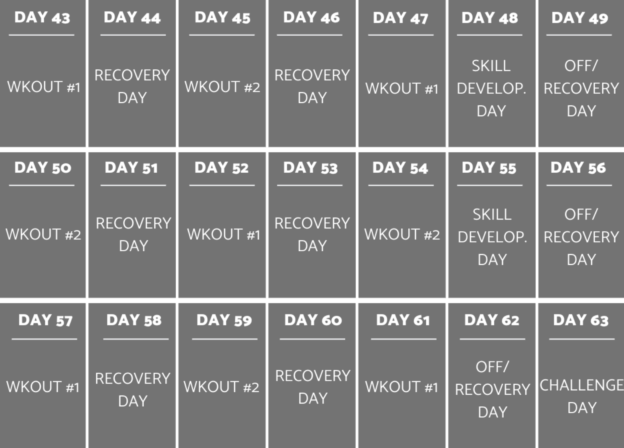 DAY 43
WKOUT #1
DAY 44
RECOVERY
DAY
DAY 45
WKOUT #2
DAY 46
RECOVERY
DAY
DAY 47
WKOUT #1
DAY 48
SKILL
DEVELOP.
DAY
DAY 49
OFF/
RECOVERY
DAY
DAY 50
WKOUT #2
DAY 51
RECOVERY
DAY
DAY 52
WKOUT #1
DAY 53
RECOVERY
DAY
DAY 54
WKOUT #2
DAY 55
SKILL
DEVELOP.
DAY
DAY 56
OFF/
RECOVERY
DAY
DAY 57
WKOUT #1
DAY 58
RECOVERY
DAY
DAY 59
WKOUT #2
DAY 60
RECOVERY
DAY
DAY 61
WKOUT #1
DAY 62
OFF/
RECOVERY
DAY
DAY 63
CHALLENGE
DAY